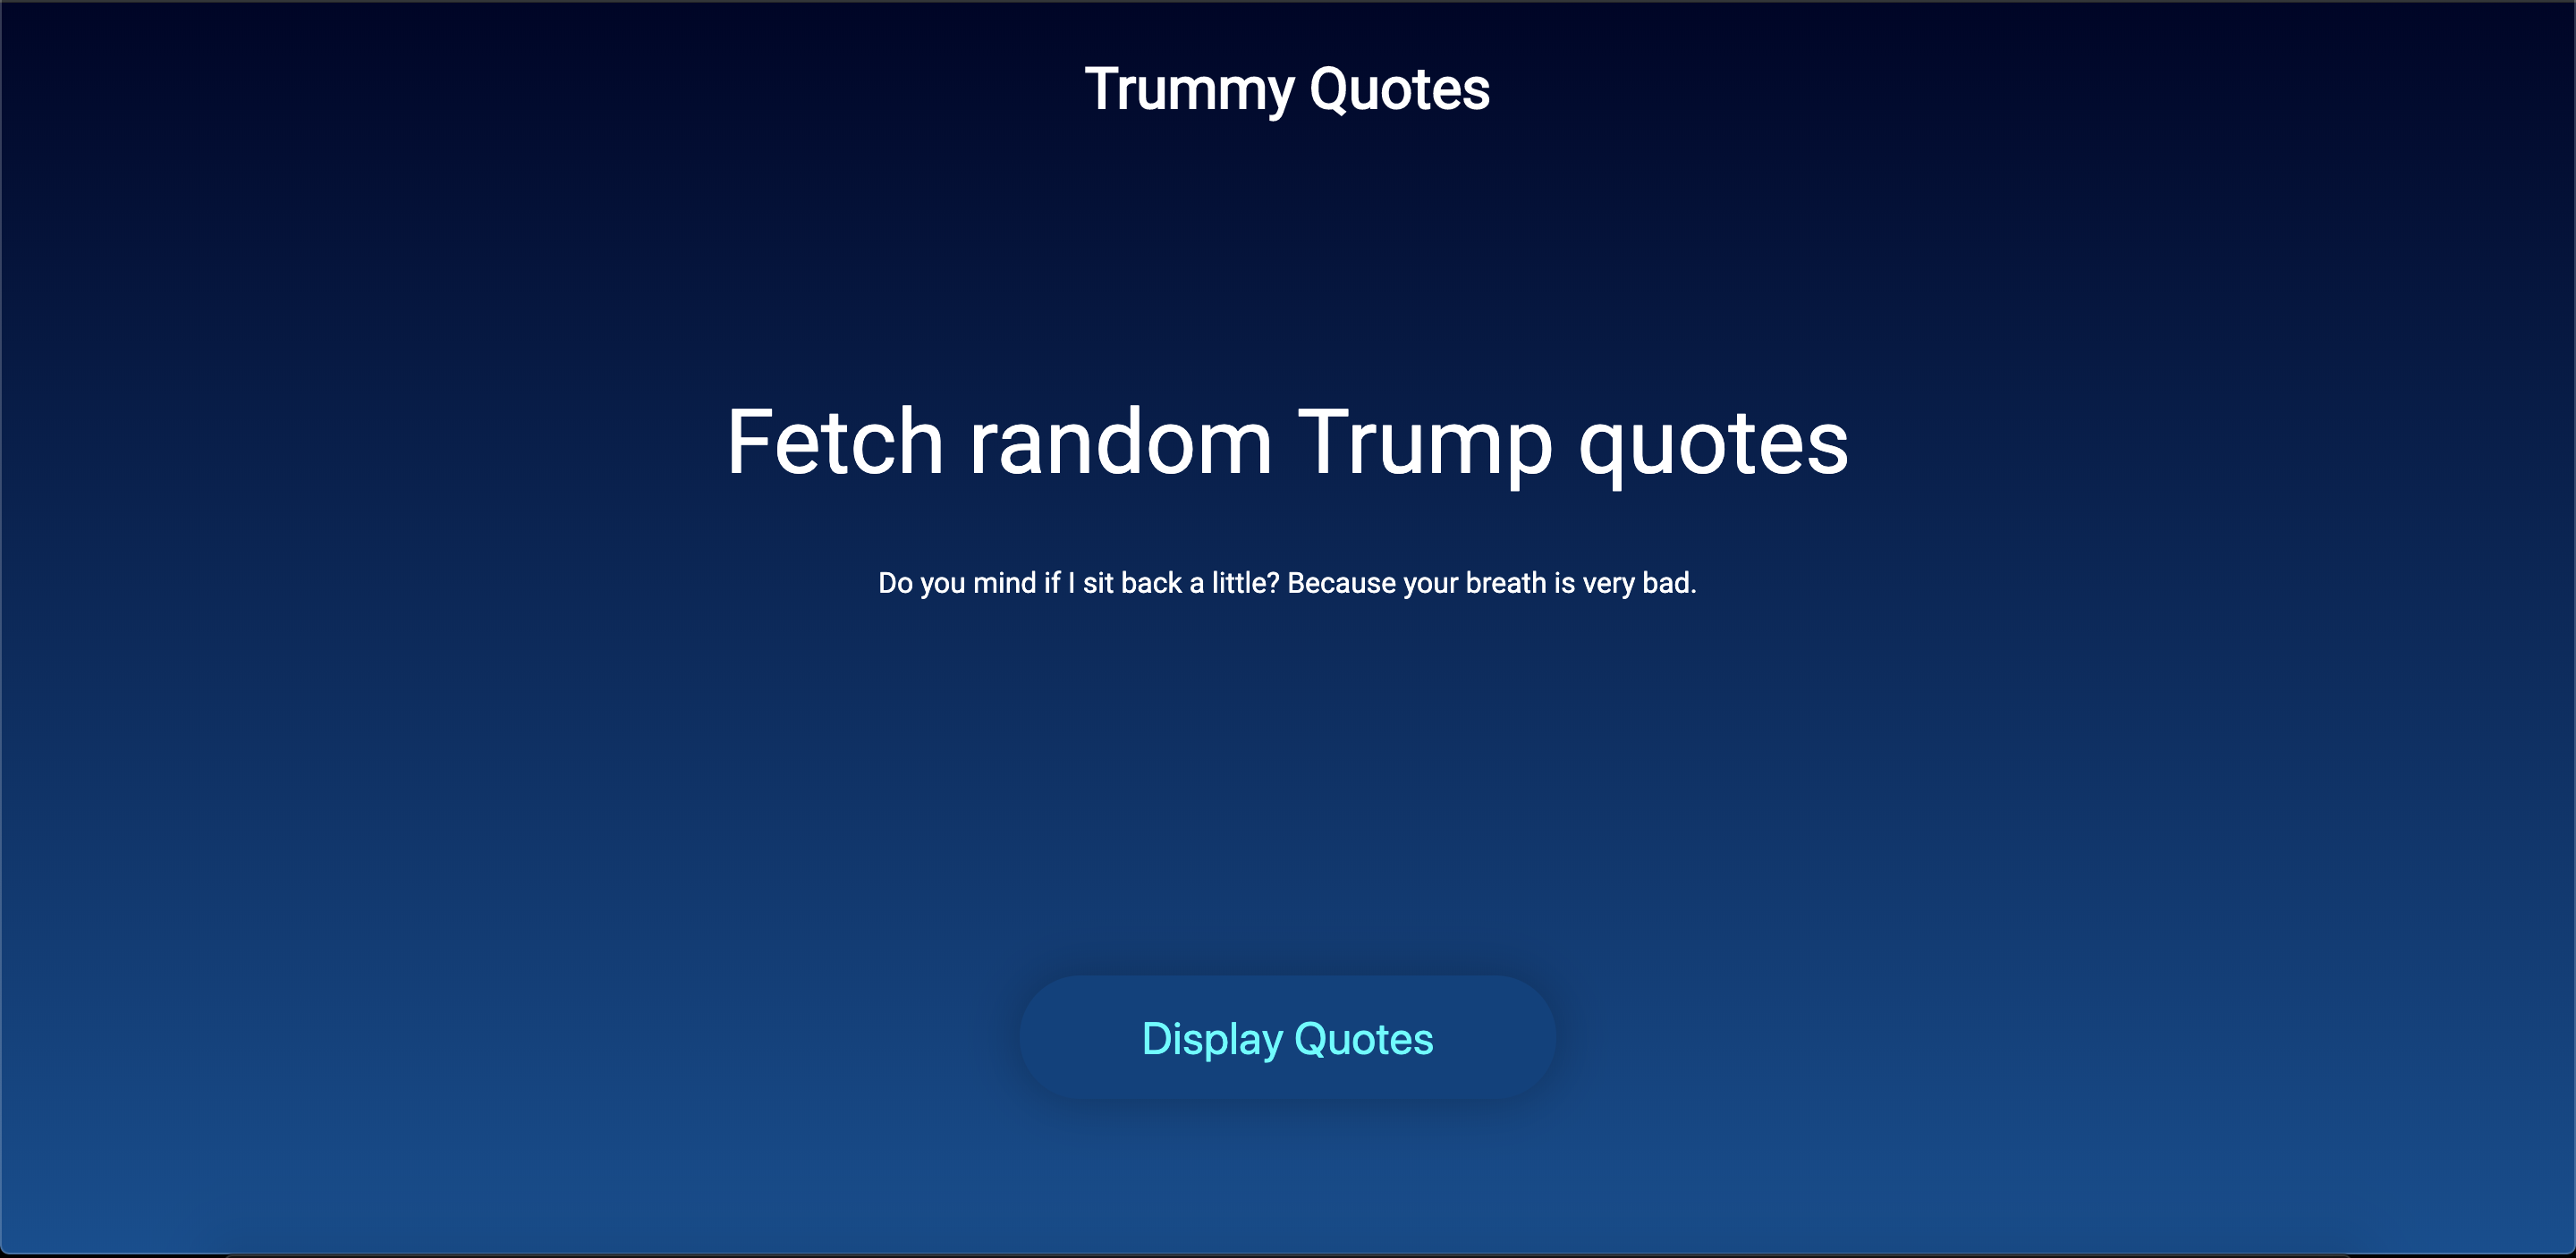 Trummy Quotes
Fetch random Trump quotes
Do you mind if I sit back a little? Because your breath is very bad.
Display Quotes